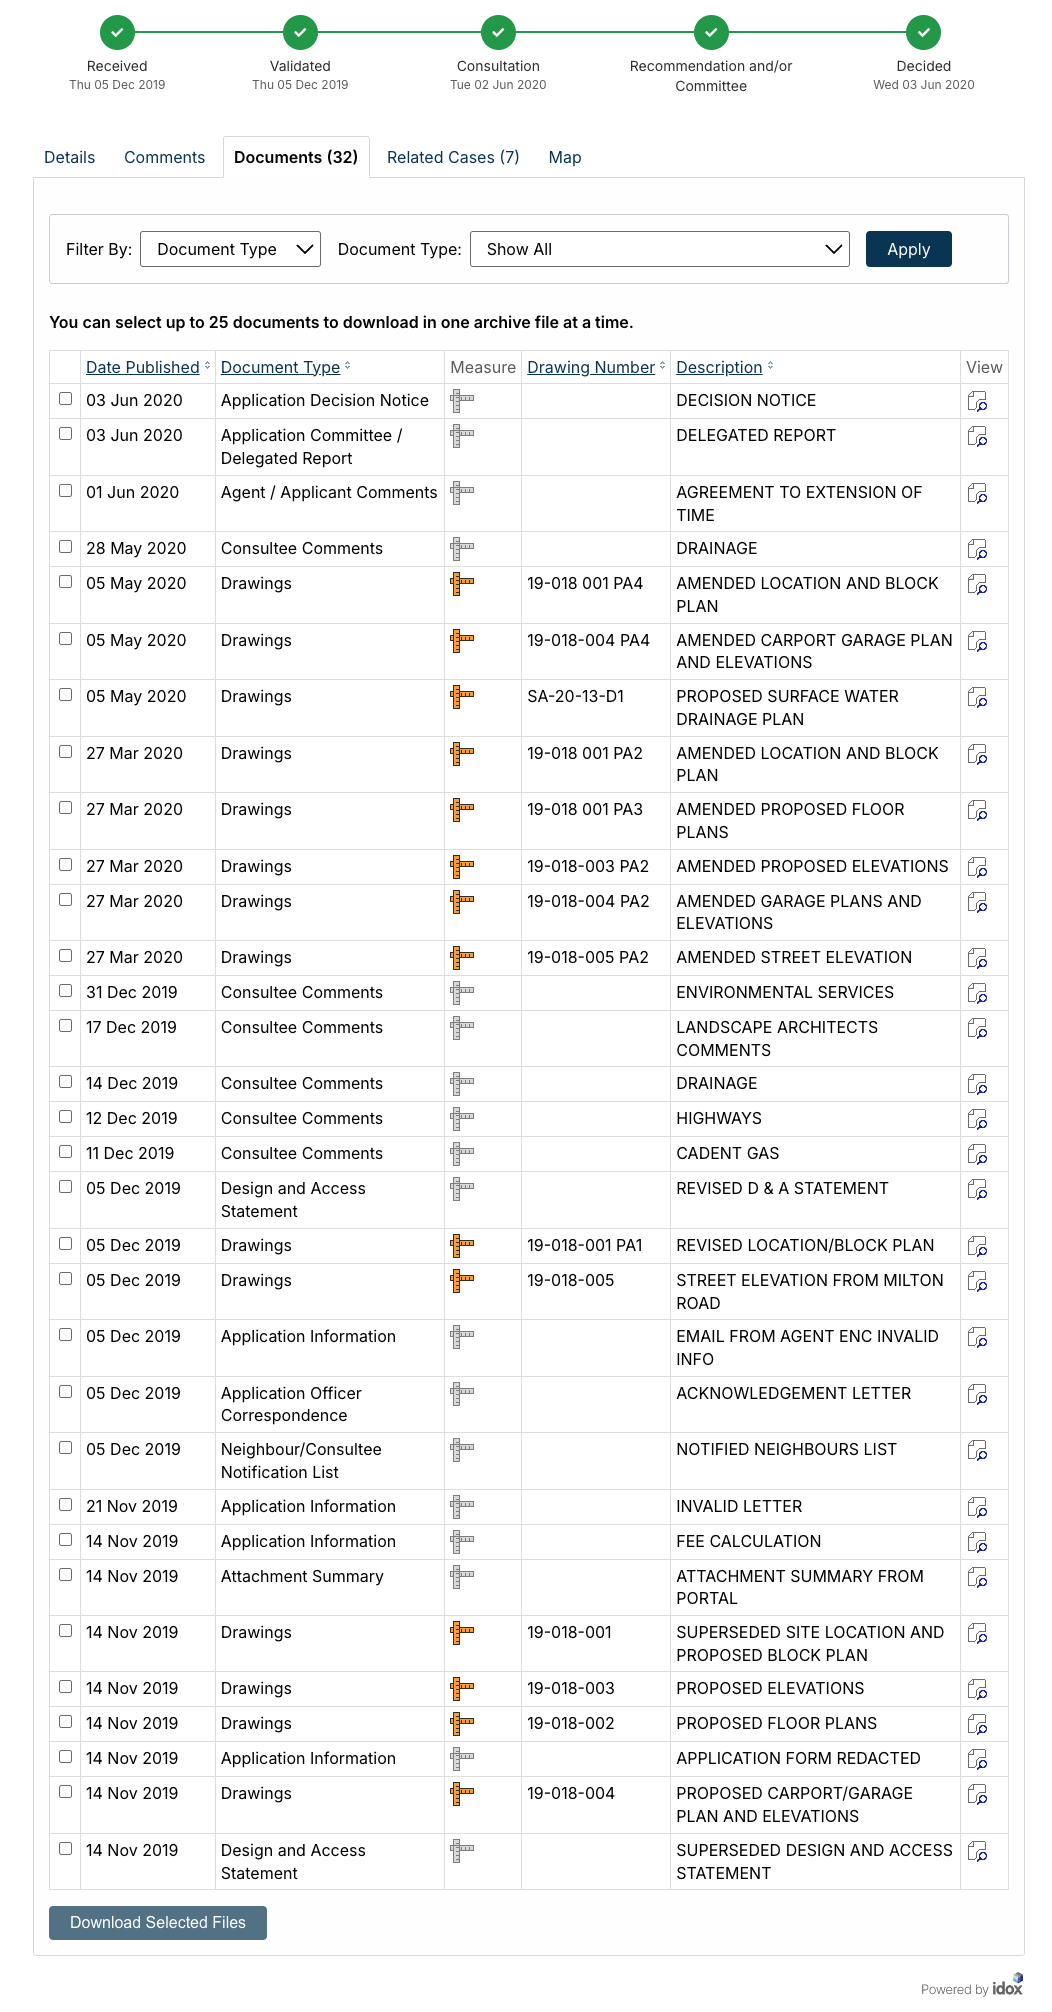 Received
Thu 05 Dec 2019
Validated
Thu 05 Dec 2019
Consultation
Tue 02 Jun 2020
Recommendation and/or
Committee
Decided
Wed 03 Jun 2020
Details Comments Documents (32) Related Cases (7) Map
Filter By: Document Type Document Type: Show All Apply
You can select up to 25 documents to download in one archive file at a time.
Date Published Document Type Measure Drawing Number Description View
03 Jun 2020 Application Decision Notice DECISION NOTICE
03 Jun 2020 Application Committee / DELEGATED REPORT
Delegated Report
01 Jun 2020 Agent / Applicant Comments AGREEMENT TO EXTENSION OF
TIME
28 May 2020 Consultee Comments DRAINAGE
05 May 2020 Drawings 19-018 001 PA4 AMENDED LOCATION AND BLOCK
PLAN
05 May 2020 Drawings 19-018-004 PA4 AMENDED CARPORT GARAGE PLAN
AND ELEVATIONS
05 May 2020 Drawings SA-20-13-D1 PROPOSED SURFACE WATER
DRAINAGE PLAN
27 Mar 2020 Drawings 19-018 001 PA2 AMENDED LOCATION AND BLOCK
PLAN
27 Mar 2020 Drawings 19-018 001 PA3 AMENDED PROPOSED FLOOR
PLANS
27 Mar 2020 Drawings 19-018-003 PA2 AMENDED PROPOSED ELEVATIONS
27 Mar 2020 Drawings 19-018-004 PA2 AMENDED GARAGE PLANS AND
ELEVATIONS
27 Mar 2020 Drawings 19-018-005 PA2 AMENDED STREET ELEVATION
31 Dec 2019 Consultee Comments ENVIRONMENTAL SERVICES
17 Dec 2019 Consultee Comments LANDSCAPE ARCHITECTS
COMMENTS
14 Dec 2019 Consultee Comments DRAINAGE
12 Dec 2019 Consultee Comments HIGHWAYS
11 Dec 2019 Consultee Comments CADENT GAS
05 Dec 2019 Design and Access REVISED D & A STATEMENT
Statement
05 Dec 2019 Drawings 19-018-001 PA1 REVISED LOCATION/BLOCK PLAN
05 Dec 2019 Drawings 19-018-005 STREET ELEVATION FROM MILTON
ROAD
05 Dec 2019 Application Information EMAIL FROM AGENT ENC INVALID
INFO
05 Dec 2019 Application Officer ACKNOWLEDGEMENT LETTER
Correspondence
05 Dec 2019 Neighbour/Consultee NOTIFIED NEIGHBOURS LIST
Notification List
21 Nov 2019 Application Information INVALID LETTER
14 Nov 2019 Application Information FEE CALCULATION
14 Nov 2019 Attachment Summary ATTACHMENT SUMMARY FROM
PORTAL
14 Nov 2019 Drawings 19-018-001 SUPERSEDED SITE LOCATION AND
PROPOSED BLOCK PLAN
14 Nov 2019 Drawings 19-018-003 PROPOSED ELEVATIONS
14 Nov 2019 Drawings 19-018-002 PROPOSED FLOOR PLANS
14 Nov 2019 Application Information APPLICATION FORM REDACTED
14 Nov 2019 Drawings 19-018-004 PROPOSED CARPORT/GARAGE
PLAN AND ELEVATIONS
14 Nov 2019 Design and Access SUPERSEDED DESIGN AND ACCESS
Statement STATEMENT
Download Selected Files
Powered by idox